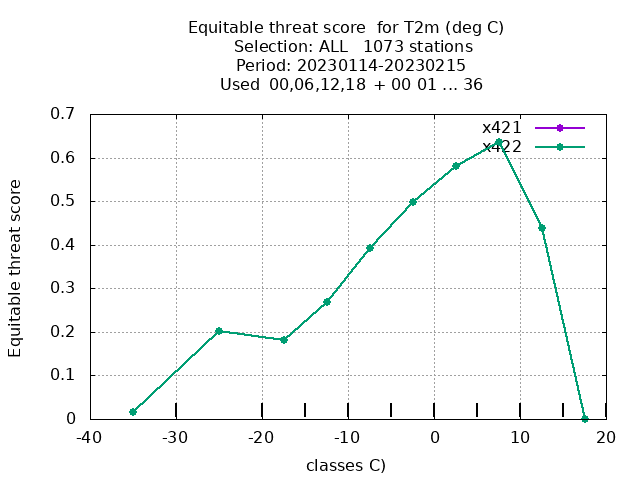 Equitable threat score  for T2m (deg C)
Selection: ALL   1073 stations
Period: 20230114-20230215
Used  00,06,12,18  + 00 01 ... 36
Equitable threat score
0.7
0.6
0.5
0.4
0.3
0.2
0.1
0
x421
x422
-40
-30
-20
-10
0
10
20
classes C)